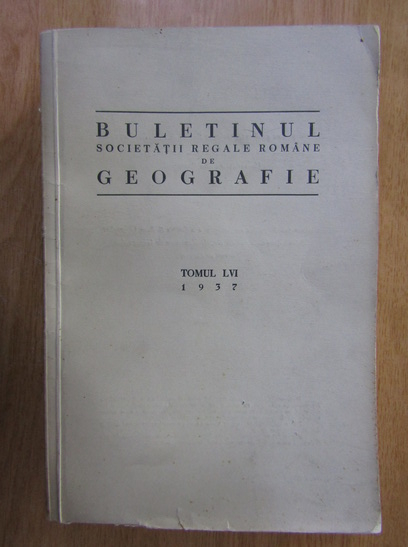 BULETINUL
SOCIETĂȚII REGALE ROMÂNE
DE
GEOGRAFIE
TOMUL LVI
1937